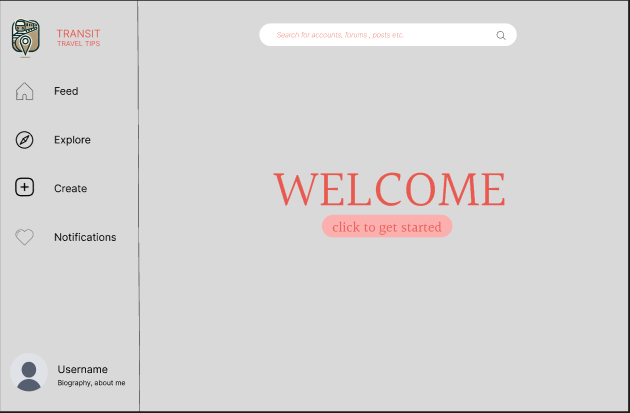 TRANSIT
TRAVEL TIPS
Search for accounts, forums , posts etc.
Feed
Explore
Create
Notifications
WELCOME
click to get started
Username
Biography, about me